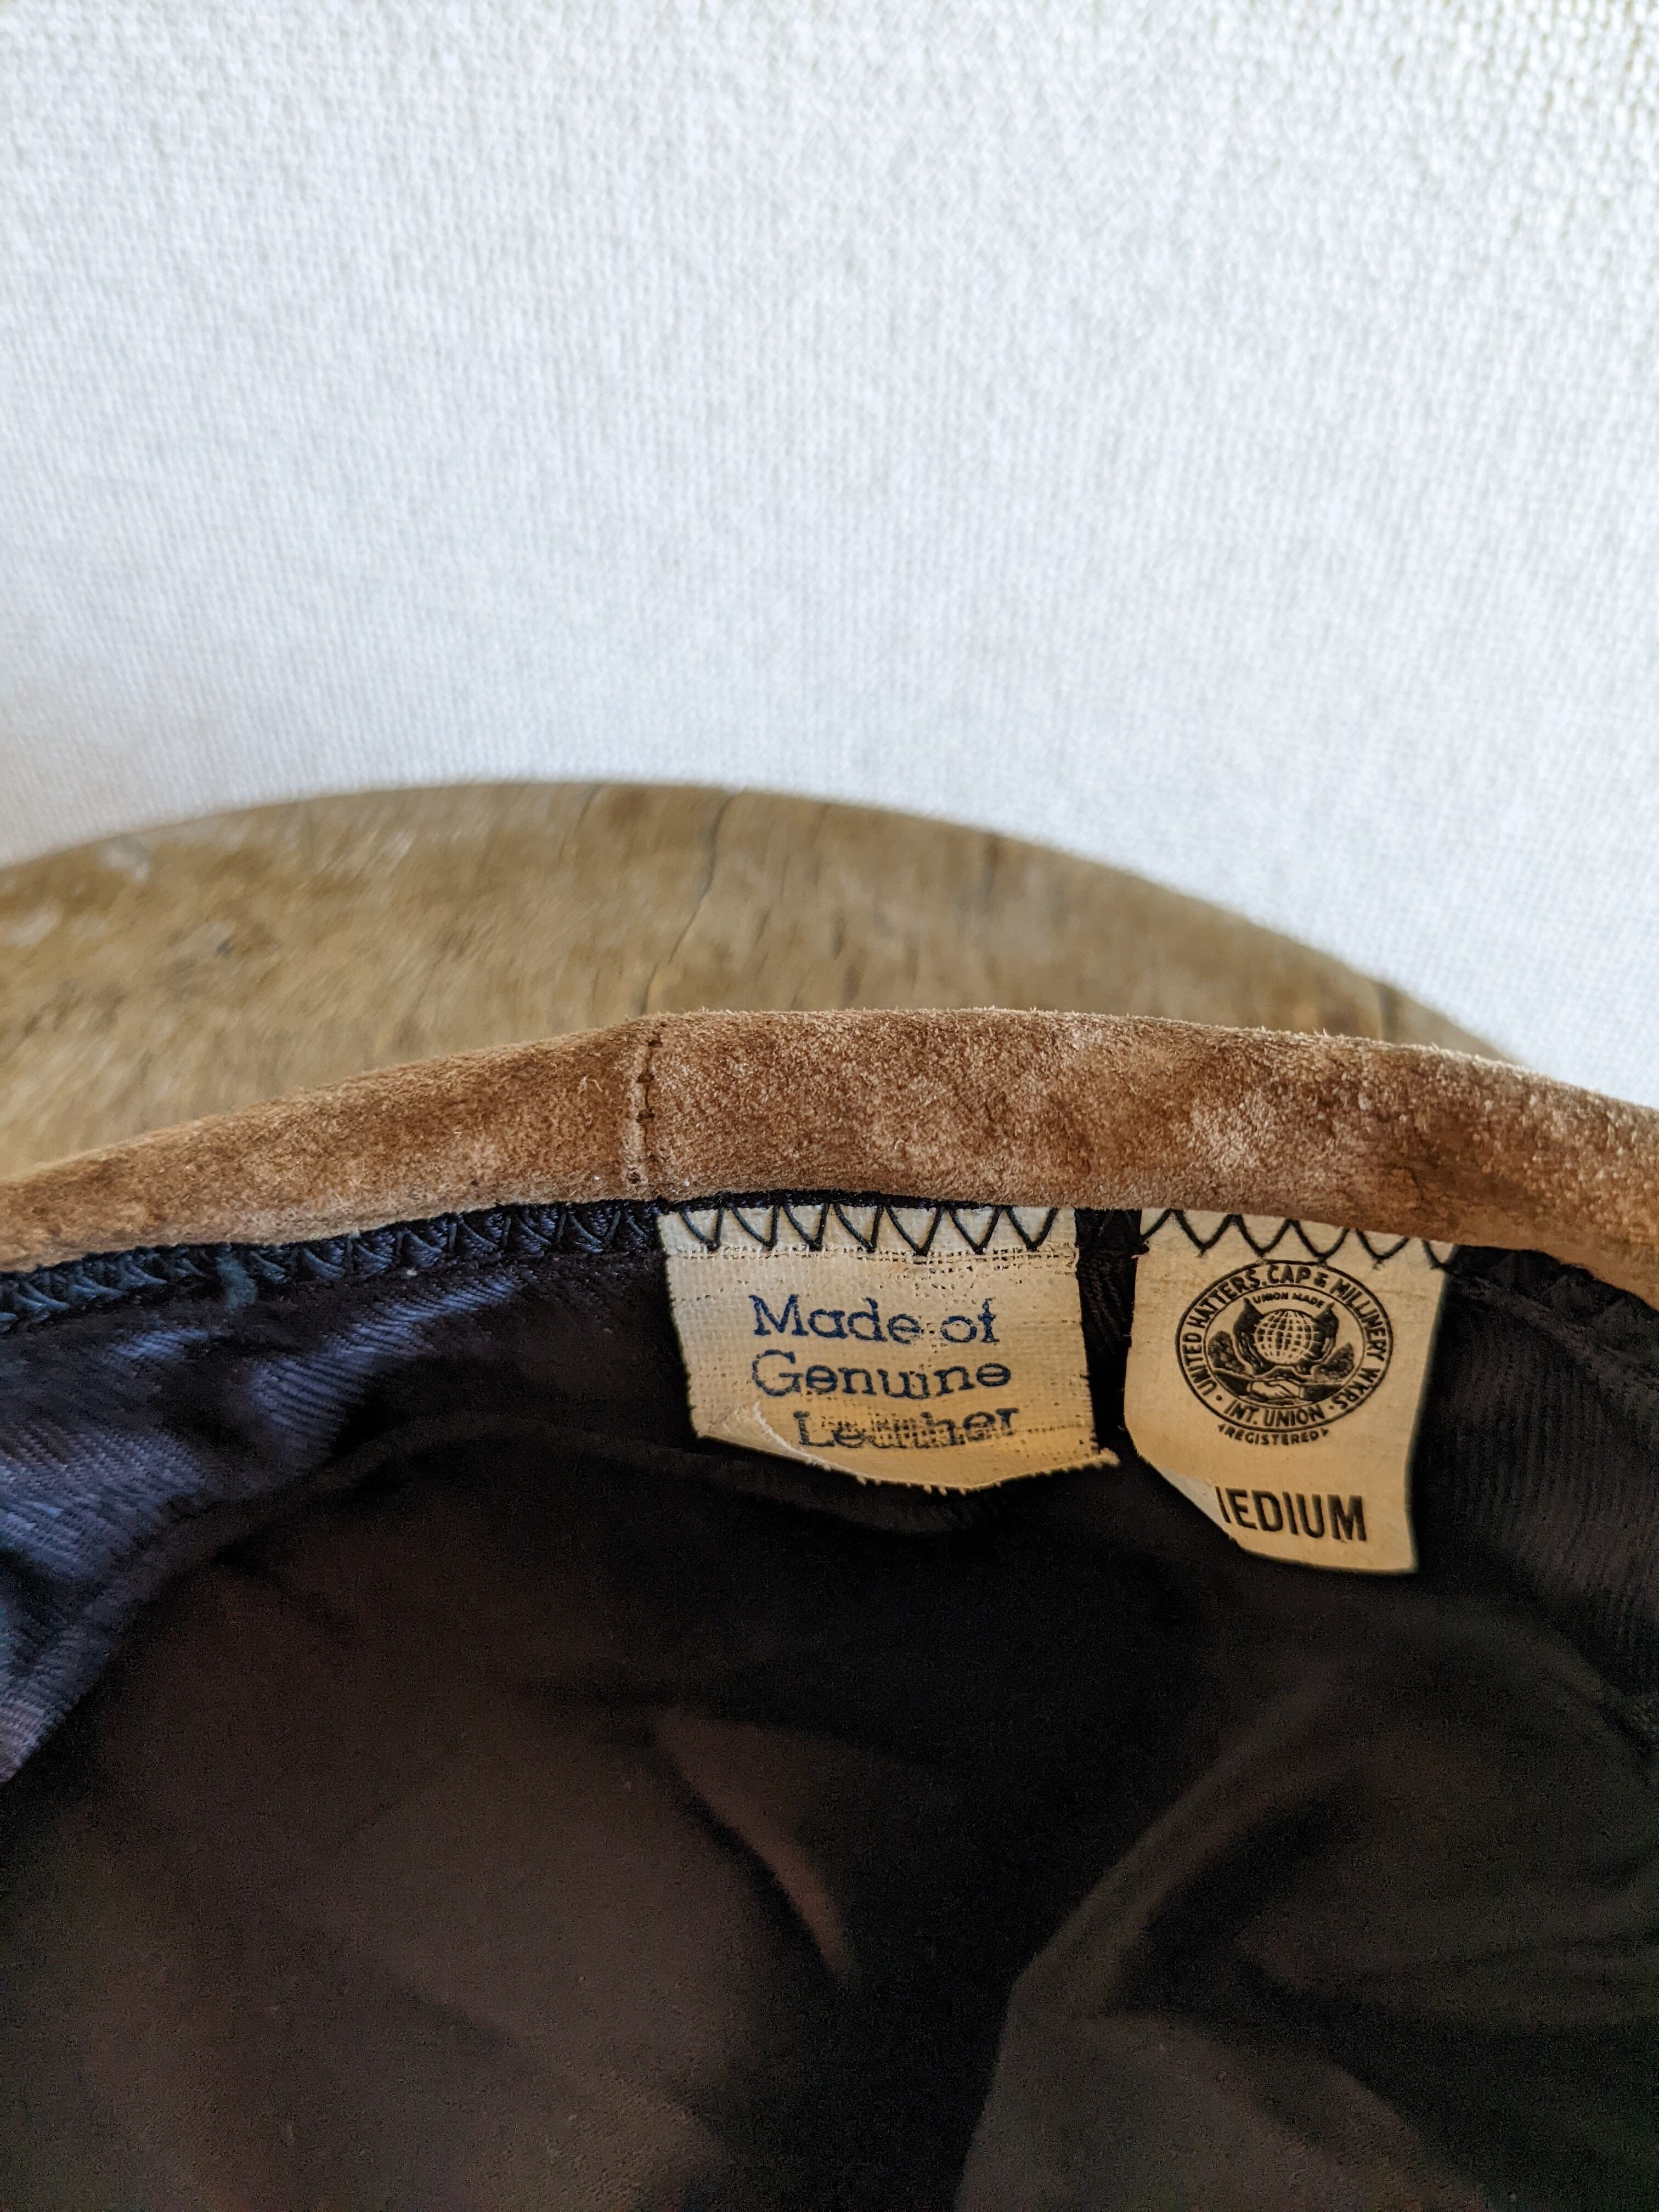 Made of
Genuine
Leather
UNITED HATTERS, CAP & MILLINERY WKRS
UNION MADE
· INT. UNION ·
REGISTERED
IEDIUM